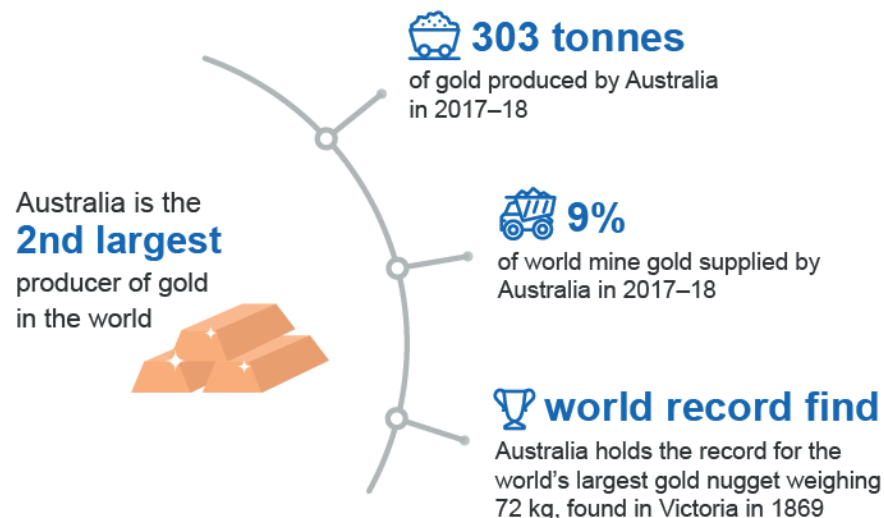 Australia is the
2nd largest
producer of gold
in the world
303 tonnes
of gold produced by Australia
in 2017–18
9%
of world mine gold supplied by
Australia in 2017–18
world record find
Australia holds the record for the
world's largest gold nugget weighing
72 kg, found in Victoria in 1869